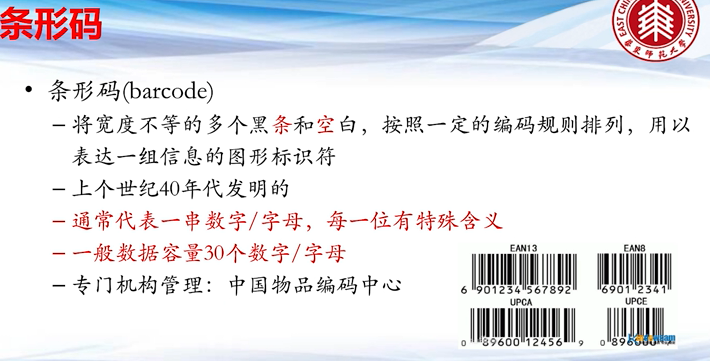 条形码
EAST CHINA UNIVERSITY
华东师范大学
• 条形码(barcode)
– 将宽度不等的多个黑条和空白，按照一定的编码规则排列，用以
表达一组信息的图形标识符
– 上个世纪40年代发明的
– 通常代表一串数字/字母，每一位有特殊含义
– 一般数据容量30个数字/字母
– 专门机构管理：中国物品编码中心
EAN13
6 901234 567892
EAN8
6901 2341
UPCA
0 89600 12456 9
UPCE
0